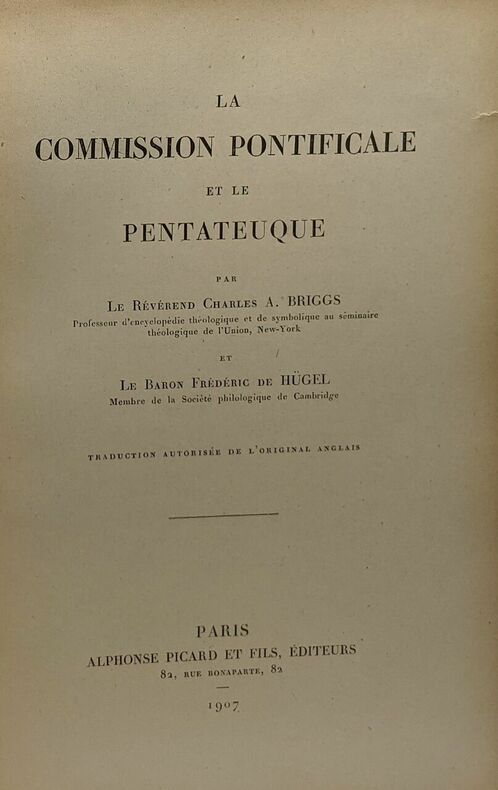 LA
COMMISSION PONTIFICALE
ET LE
PENTATEUQUE
PAR
LE RÉVÉREND CHARLES A. BRIGGS
Professeur d'encyclopédie théologique et de symbolique au séminaire
théologique de l'Union, New-York
ET
LE BARON FRÉDÉRIC DE HÜGEL
Membre de la Société philologique de Cambridge
TRADUCTION AUTORISÉE DE L'ORIGINAL ANGLAIS
PARIS
ALPHONSE PICARD ET FILS, ÉDITEURS
82, RUE BONAPARTE, 82
1907